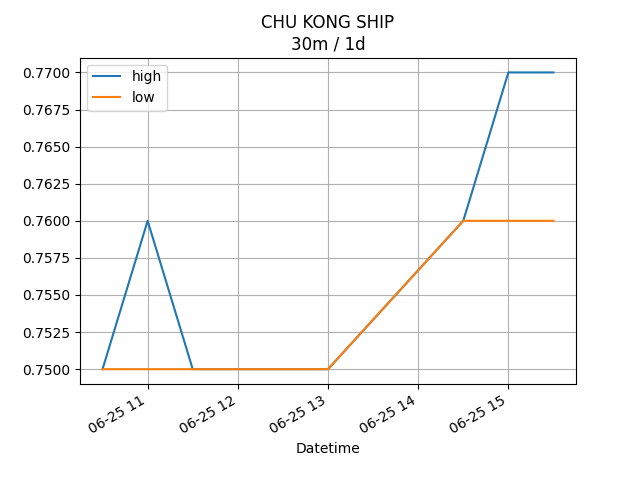 CHU KONG SHIP
30m / 1d
high
low
0.7700
0.7675
0.7650
0.7625
0.7600
0.7575
0.7550
0.7525
0.7500
06-25 11
06-25 12
06-25 13
06-25 14
06-25 15
Datetime